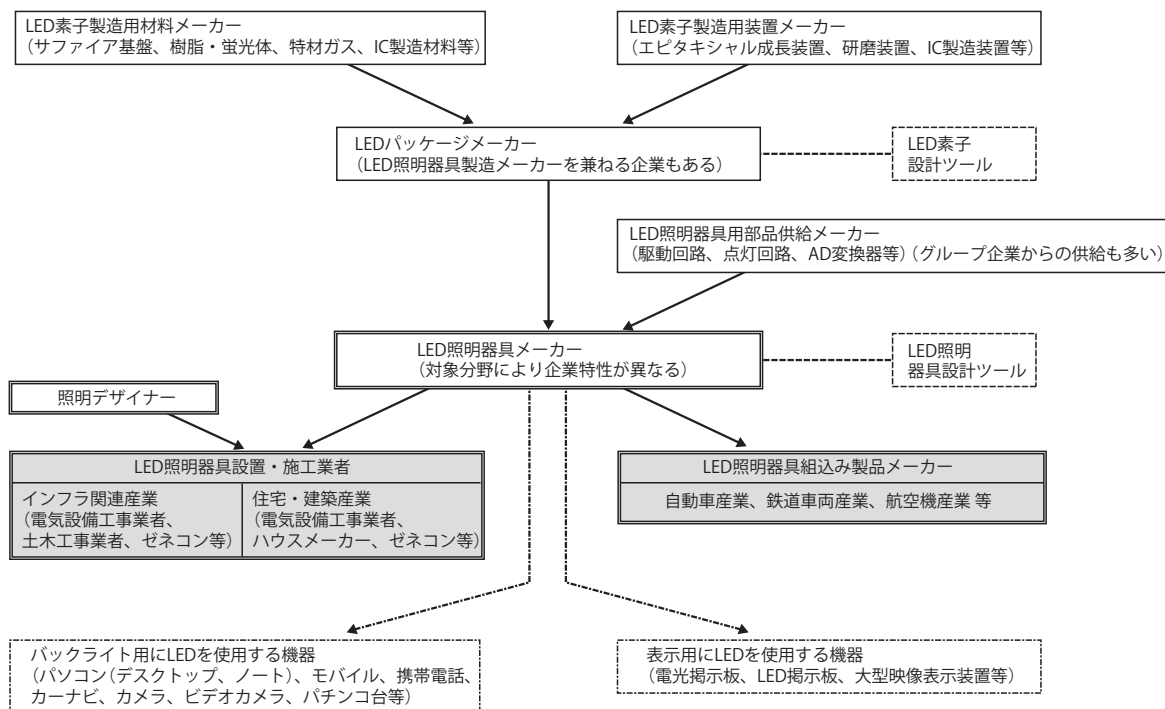 LED素子製造用材料メーカー
(サファイア基盤、樹脂・蛍光体、特材ガス、IC製造材料等)
LED素子製造用装置メーカー
(エピタキシャル成長装置、研磨装置、IC製造装置等)
LEDパッケージメーカー
(LED照明器具製造メーカーを兼ねる企業もある)
LED素子
設計ツール
LED照明器具用部品供給メーカー
(駆動回路、点灯回路、AD変換器等)(グループ企業からの供給も多い)
LED照明器具メーカー
(対象分野により企業特性が異なる)
LED照明
器具設計ツール
照明デザイナー
LED照明器具設置・施工業者
インフラ関連産業
(電気設備工事業者、
土木工事業者、ゼネコン等)
住宅・建築産業
(電気設備工事業者、
ハウスメーカー、ゼネコン等)
LED照明器具組込み製品メーカー
自動車産業、鉄道車両産業、航空機産業 等
バックライト用にLEDを使用する機器
(パソコン(デスクトップ、ノート)、モバイル、携帯電話、
カーナビ、カメラ、ビデオカメラ、パチンコ台等)
表示用にLEDを使用する機器
(電光掲示板、LED掲示板、大型映像表示装置等)